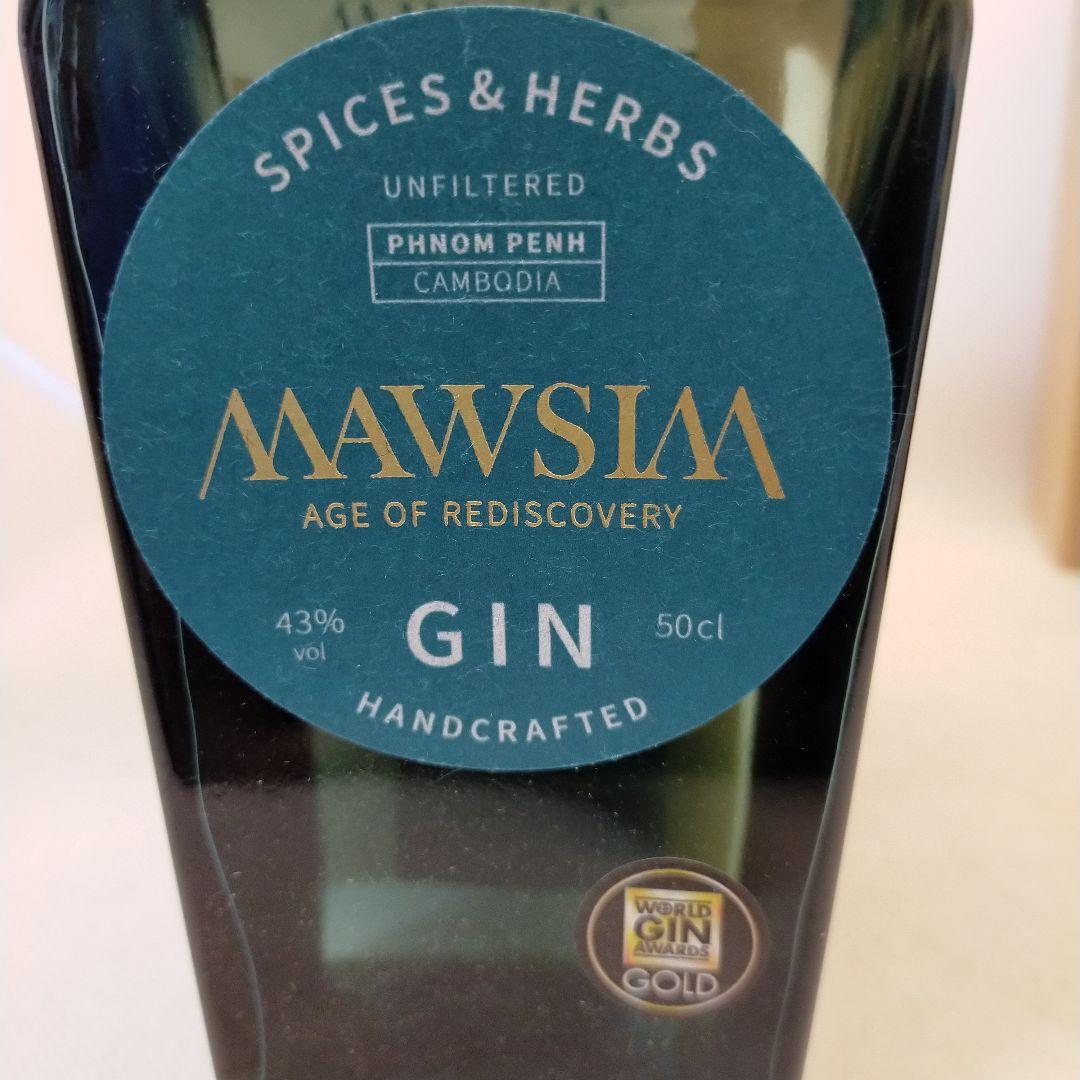 SPICES & HERBS
UNFILTERED
PHNOM PENH
CAMBODIA
MAWSIM
AGE OF REDISCOVERY
43% vol
GIN
50cl
HANDCRAFTED
WORLD
GIN
AWARDS
GOLD